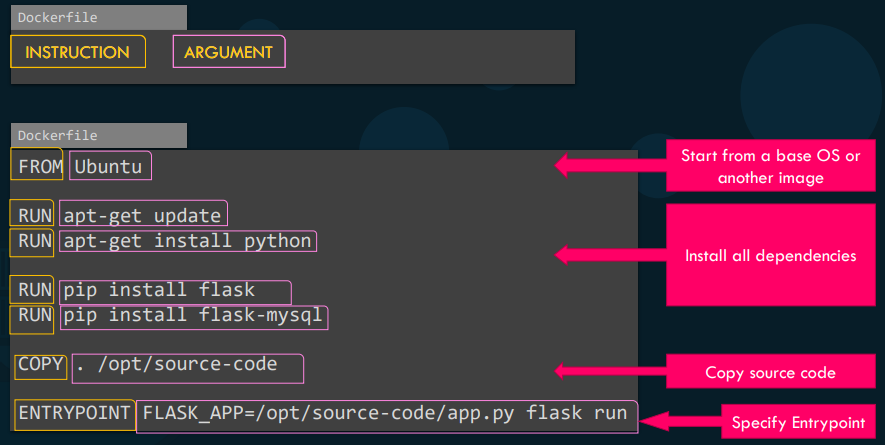 Dockerfile
INSTRUCTION ARGUMENT
Dockerfile
FROM Ubuntu
Start from a base OS or
another image
RUN apt-get update
RUN apt-get install python
Install all dependencies
RUN pip install flask
RUN pip install flask-mysql
COPY . /opt/source-code
Copy source code
ENTRYPOINT FLASK_APP=/opt/source-code/app.py flask run
Specify Entrypoint